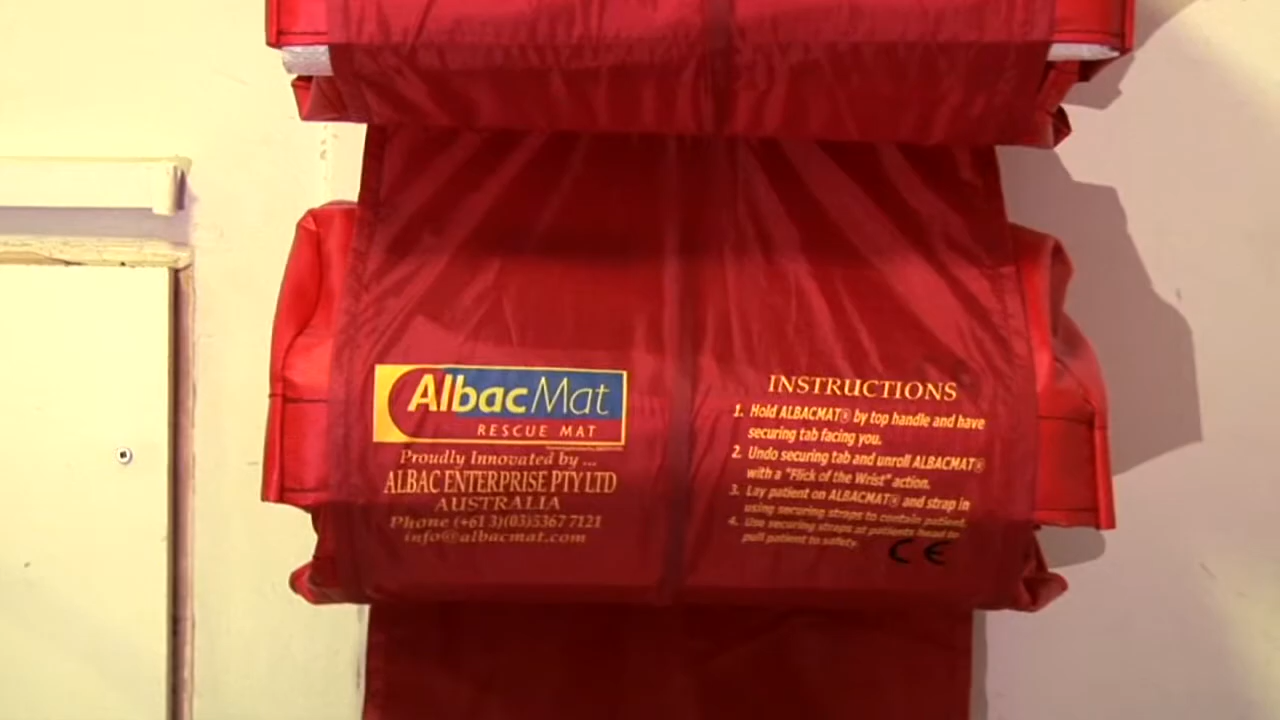 AlbacMat
RESCUE MAT
Proudly Innovated by ...
ALBAC ENTERPRISE PTY LTD
AUSTRALIA
Phone (+61 3)(03)5367 7121
info@albacmat.com
INSTRUCTIONS
1. Hold ALBACMAT® by top handle and have
securing tab facing you.
2. Undo securing tab and unroll ALBACMAT®
with a "Flick of the Wrist" action.
3. Lay patient on ALBACMAT® and strap in
using securing straps to contain patient.
4. Use securing straps at patients head to
pull patient to safety.
CE